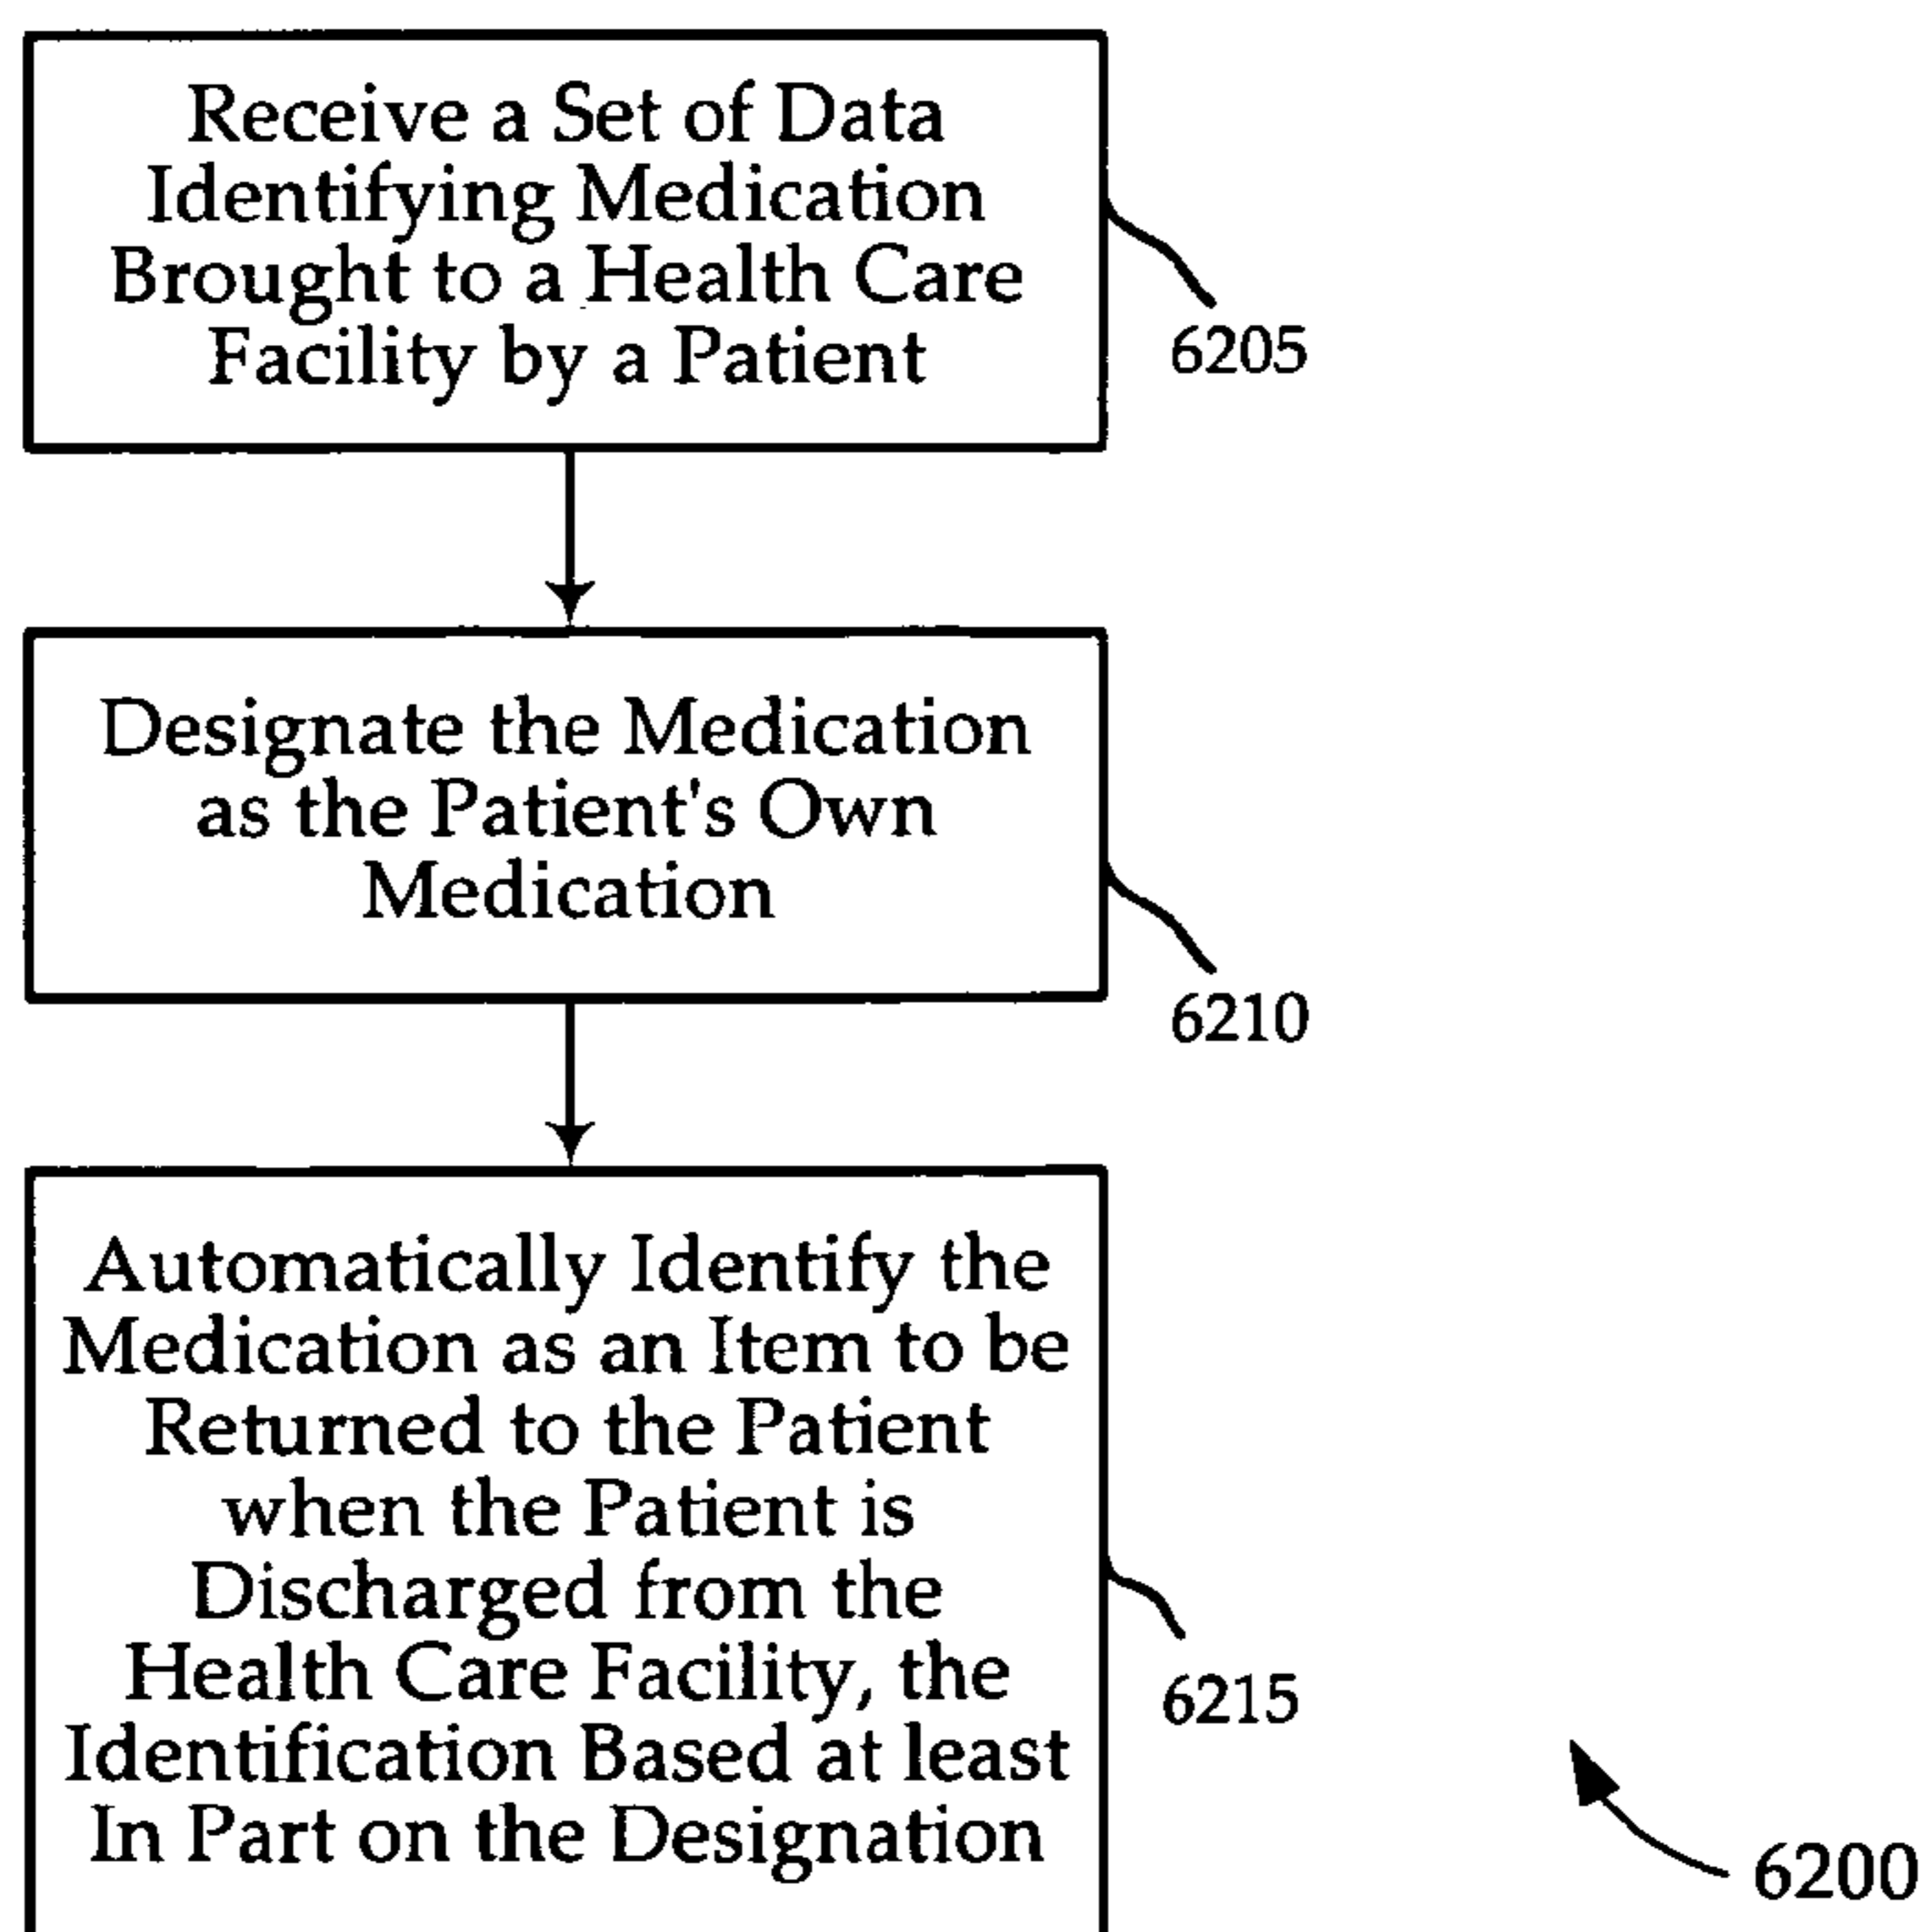 Receive a Set of Data
Identifying Medication
Brought to a Health Care
Facility by a Patient
6205
Designate the Medication
as the Patient's Own
Medication
6210
Automatically Identify the
Medication as an Item to be
Returned to the Patient
when the Patient is
Discharged from the
Health Care Facility, the
Identification Based at least
In Part on the Designation
6215
6200